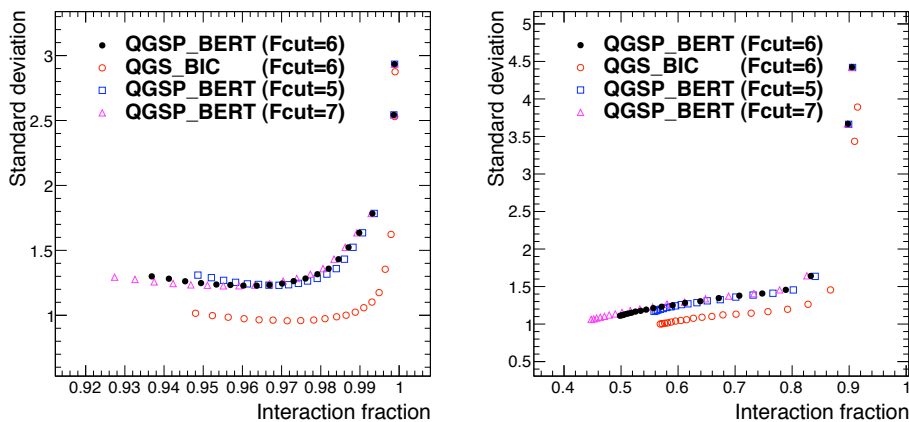 Standard deviation
3
2.5
2
1.5
1
QGSP_BERT (Fcut=6)
QGS_BIC (Fcut=6)
QGSP_BERT (Fcut=5)
QGSP_BERT (Fcut=7)
0.92 0.93 0.94 0.95 0.96 0.97 0.98 0.99 1
Interaction fraction
Standard deviation
5
4.5
4
3.5
3
2.5
2
1.5
1
0.5
QGSP_BERT (Fcut=6)
QGS_BIC (Fcut=6)
QGSP_BERT (Fcut=5)
QGSP_BERT (Fcut=7)
0.4 0.5 0.6 0.7 0.8 0.9 1
Interaction fraction